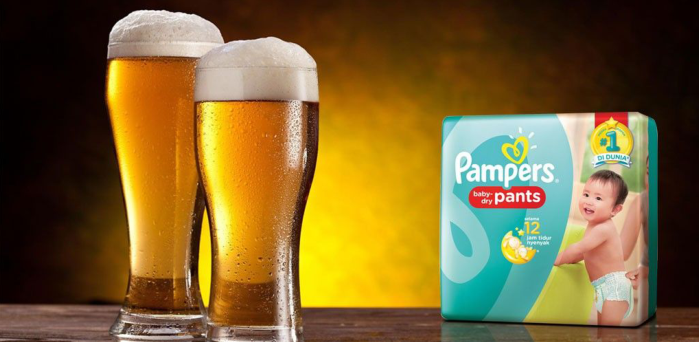 #1
DI DUNIA*
Pampers.
baby-
dry
pants
12
jam tidur
nyenyak